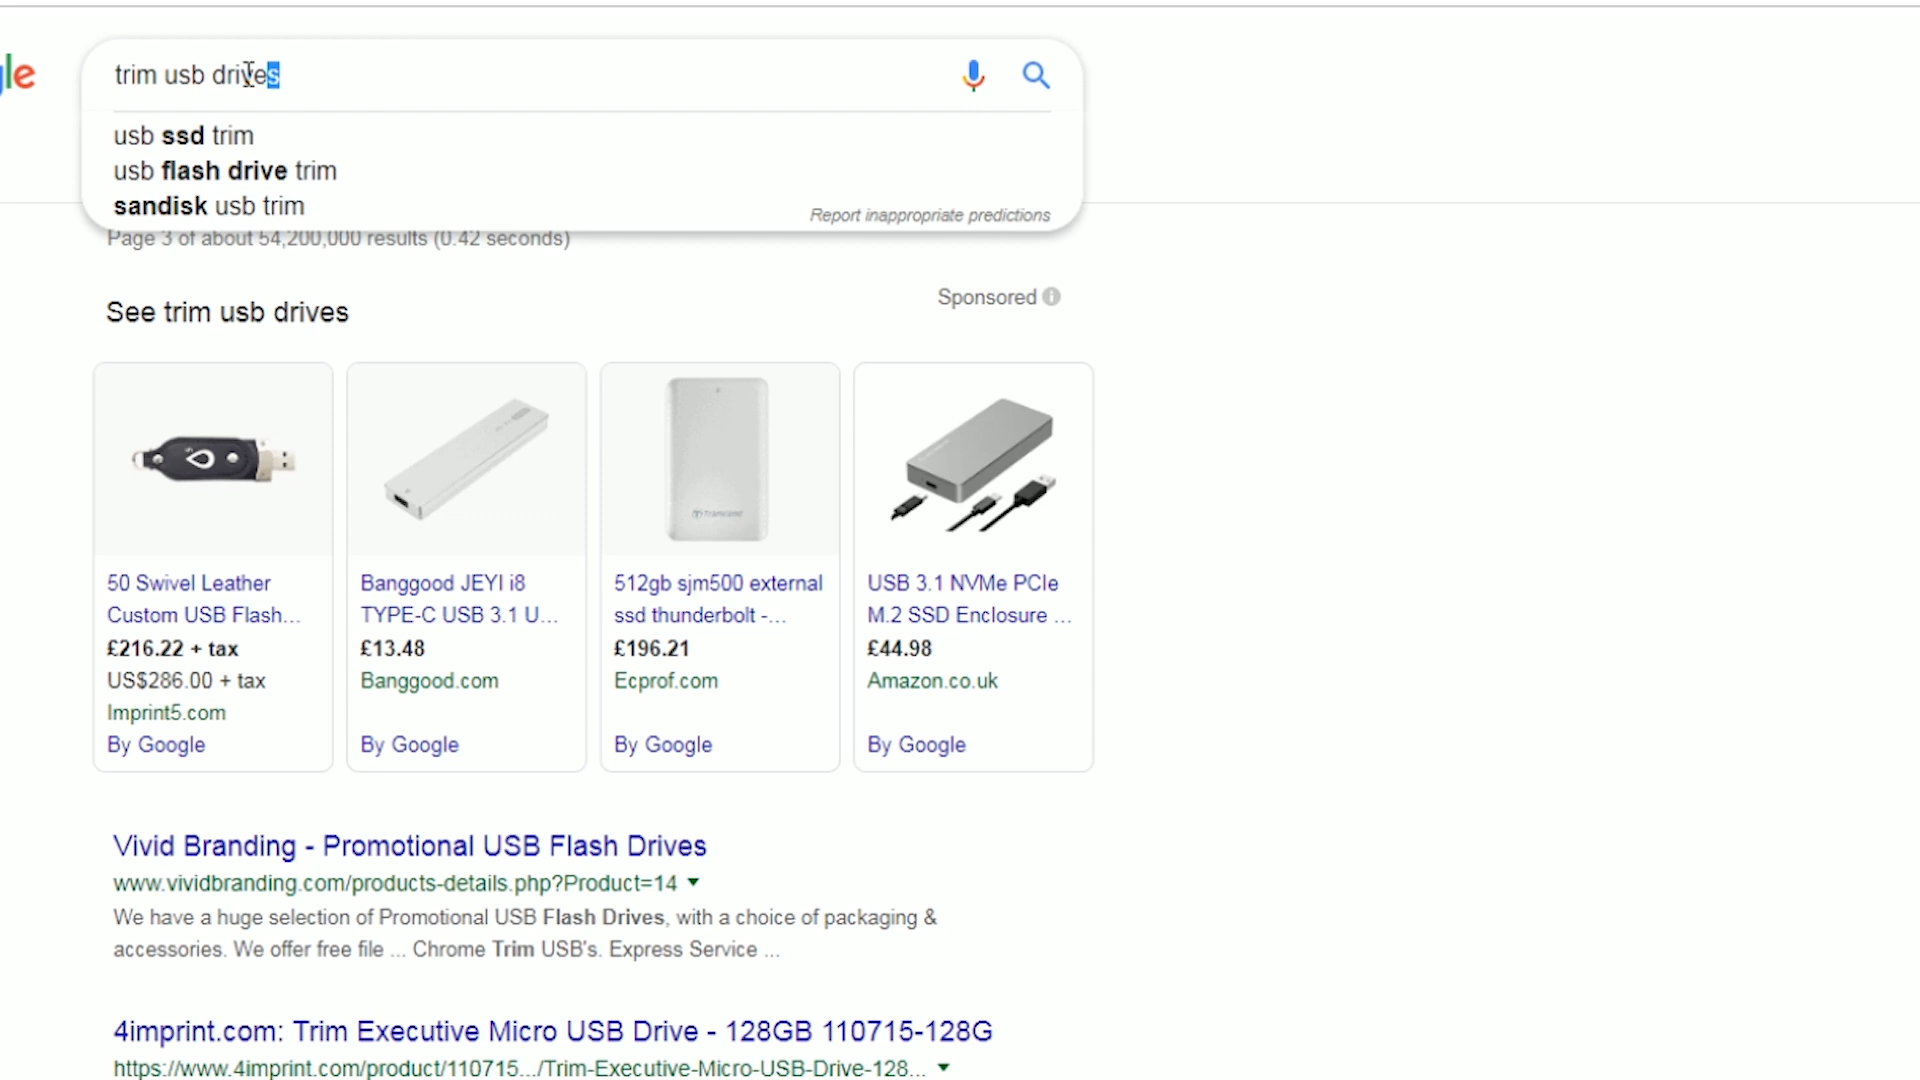 le
trim usb drives
usb ssd trim
usb flash drive trim
sandisk usb trim
Report inappropriate predictions
Page 3 of about 54,200,000 results (0.42 seconds)
See trim usb drives
Sponsored
Transcend
50 Swivel Leather
Custom USB Flash...
£216.22 + tax
US$286.00 + tax
Imprint5.com
By Google
Banggood JEYI i8
TYPE-C USB 3.1 U...
£13.48
Banggood.com
By Google
512gb sjm500 external
ssd thunderbolt -...
£196.21
Ecprof.com
By Google
USB 3.1 NVMe PCIe
M.2 SSD Enclosure ...
£44.98
Amazon.co.uk
By Google
Vivid Branding - Promotional USB Flash Drives
www.vividbranding.com/products-details.php?Product=14
We have a huge selection of Promotional USB Flash Drives, with a choice of packaging &
accessories. We offer free file ... Chrome Trim USB's. Express Service ...
4imprint.com: Trim Executive Micro USB Drive - 128GB 110715-128G
https://www.4imprint.com/product/110715.../Trim-Executive-Micro-USB-Drive-128...